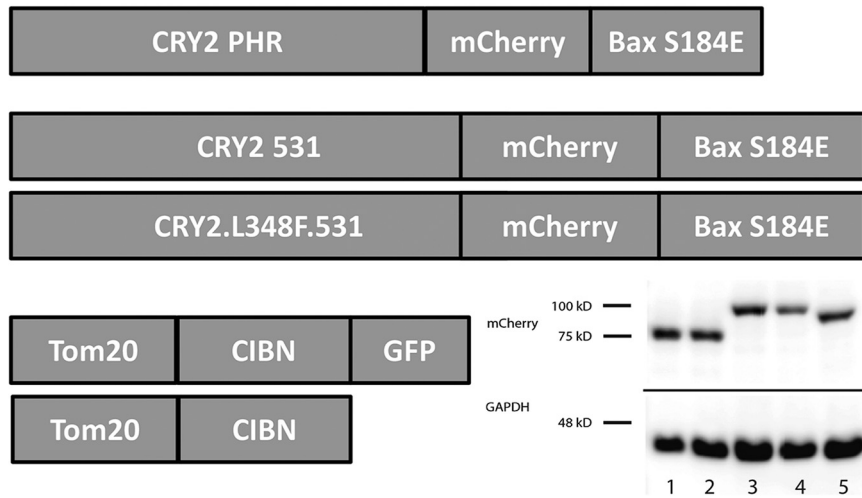 CRY2 PHR mCherry Bax S184E
CRY2 531 mCherry Bax S184E
CRY2.L348F.531 mCherry Bax S184E
Tom20 CIBN GFP
Tom20 CIBN
mCherry
100 kD
75 kD
GAPDH
48 kD
1 2 3 4 5